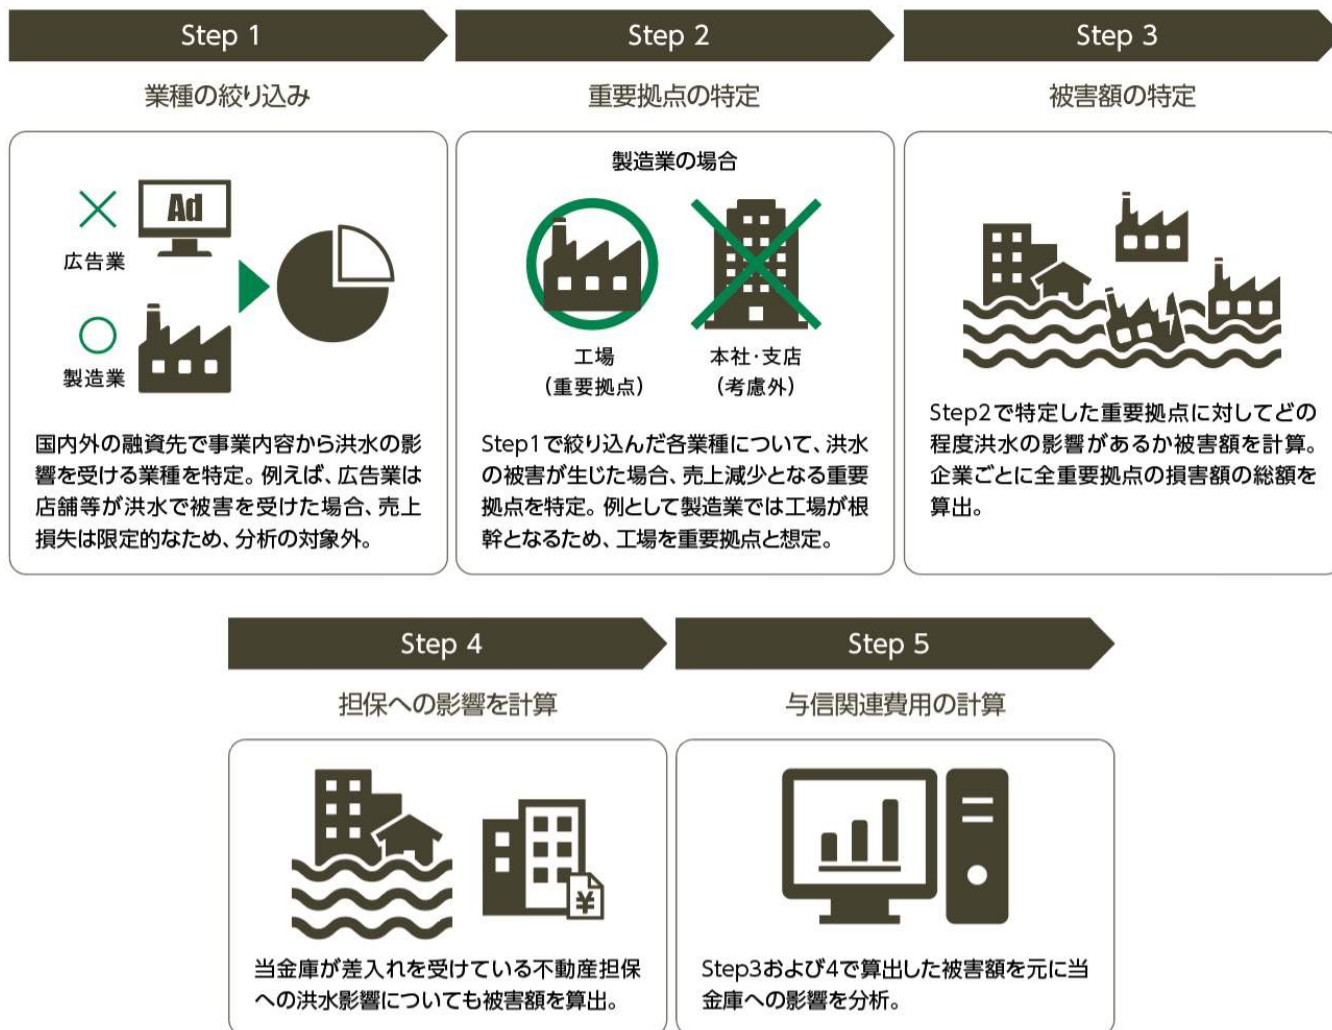 Step 1
Step 2
Step 3
業種の絞り込み
重要拠点の特定
被害額の特定
Ad
広告業
製造業
国内外の融資先で事業内容から洪水の影
響を受ける業種を特定。例えば、広告業は
店舗等が洪水で被害を受けた場合、売上
損失は限定的なため、分析の対象外。
製造業の場合
工場
（重要拠点）
本社・支店
（考慮外）
Step1で絞り込んだ各業種について、洪水
の被害が生じた場合、売上減少となる重要
拠点を特定。例として製造業では工場が根
幹となるため、工場を重要拠点と想定。
Step2で特定した重要拠点に対してどの
程度洪水の影響があるか被害額を計算。
企業ごとに全重要拠点の損害額の総額を
算出。
Step 4
Step 5
担保への影響を計算
与信関連費用の計算
¥
当金庫が差入れを受けている不動産担保
への洪水影響についても被害額を算出。
Step3および4で算出した被害額を元に当
金庫への影響を分析。